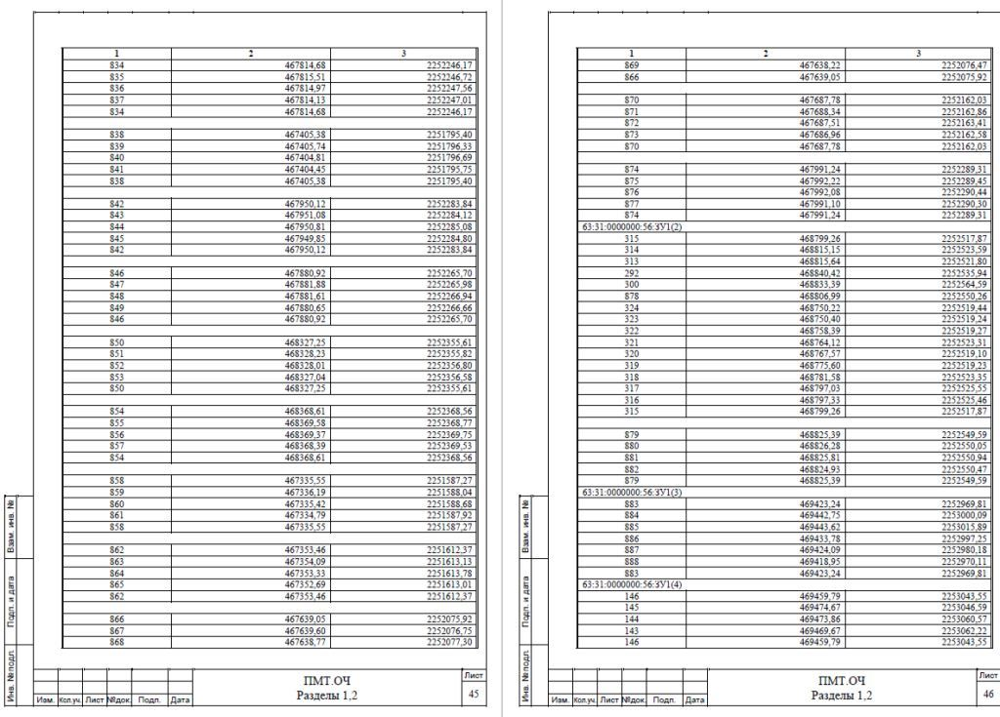 1 2 3
834 467814,68 2252246,17
835 467815,51 2252246,72
836 467814,97 2252247,56
837 467814,13 2252247,01
834 467814,68 2252246,17
838 467405,38 2251795,40
839 467405,74 2251796,33
840 467404,81 2251796,69
841 467404,45 2251795,75
838 467405,38 2251795,40
842 467950,12 2252283,84
843 467951,08 2252284,12
844 467950,81 2252285,08
845 467949,85 2252284,80
842 467950,12 2252283,84
846 467880,92 2252265,70
847 467881,88 2252265,98
848 467881,61 2252266,94
849 467880,65 2252266,66
846 467880,92 2252265,70
850 468327,25 2252355,61
851 468328,23 2252355,82
852 468328,01 2252356,80
853 468327,04 2252356,58
850 468327,25 2252355,61
854 468368,61 2252368,56
855 468369,58 2252368,77
856 468369,37 2252369,75
857 468368,39 2252369,53
854 468368,61 2252368,56
858 467335,55 2251587,27
859 467336,19 2251588,04
860 467335,42 2251588,68
861 467334,79 2251587,92
858 467335,55 2251587,27
862 467353,46 2251612,37
863 467354,09 2251613,13
864 467353,33 2251613,78
865 467352,69 2251613,01
862 467353,46 2251612,37
866 467639,05 2252075,92
867 467639,60 2252076,75
868 467638,77 2252077,30
Взам. инв. №
Подп. и дата
Инв. № подл.
Изм. Кол.уч. Лист №док. Подп. Дата
ПМТ.ОЧ
Разделы 1,2
Лист
45
1 2 3
869 467638,22 2252076,47
866 467639,05 2252075,92
870 467687,78 2252162,03
871 467688,34 2252162,86
872 467687,51 2252163,41
873 467686,96 2252162,58
870 467687,78 2252162,03
874 467991,24 2252289,31
875 467992,22 2252289,45
876 467992,08 2252290,44
877 467991,10 2252290,30
874 467991,24 2252289,31
63:31:0000000:56:ЗУ1(2)
315 468799,26 2252517,87
314 468815,15 2252523,59
313 468815,64 2252521,80
292 468840,42 2252535,94
300 468833,39 2252564,59
878 468806,99 2252550,26
324 468750,22 2252519,44
323 468750,40 2252519,24
322 468758,39 2252519,27
321 468764,12 2252523,31
320 468767,57 2252519,10
319 468775,60 2252519,23
318 468781,58 2252523,35
317 468797,03 2252525,55
316 468797,33 2252525,46
315 468799,26 2252517,87
879 468825,39 2252549,59
880 468826,28 2252550,05
881 468825,81 2252550,94
882 468824,93 2252550,47
879 468825,39 2252549,59
63:31:0000000:56:ЗУ1(3)
883 469423,24 2252969,81
884 469442,75 2253000,09
885 469443,62 2253015,89
886 469433,78 2252997,25
887 469424,09 2252980,18
888 469418,95 2252970,11
883 469423,24 2252969,81
63:31:0000000:56:ЗУ1(4)
146 469459,79 2253043,55
145 469474,67 2253046,59
144 469473,86 2253060,57
143 469469,67 2253062,22
146 469459,79 2253043,55
Взам. инв. №
Подп. и дата
Инв. № подл.
Изм. Кол.уч. Лист №док. Подп. Дата
ПМТ.ОЧ
Разделы 1,2
Лист
46